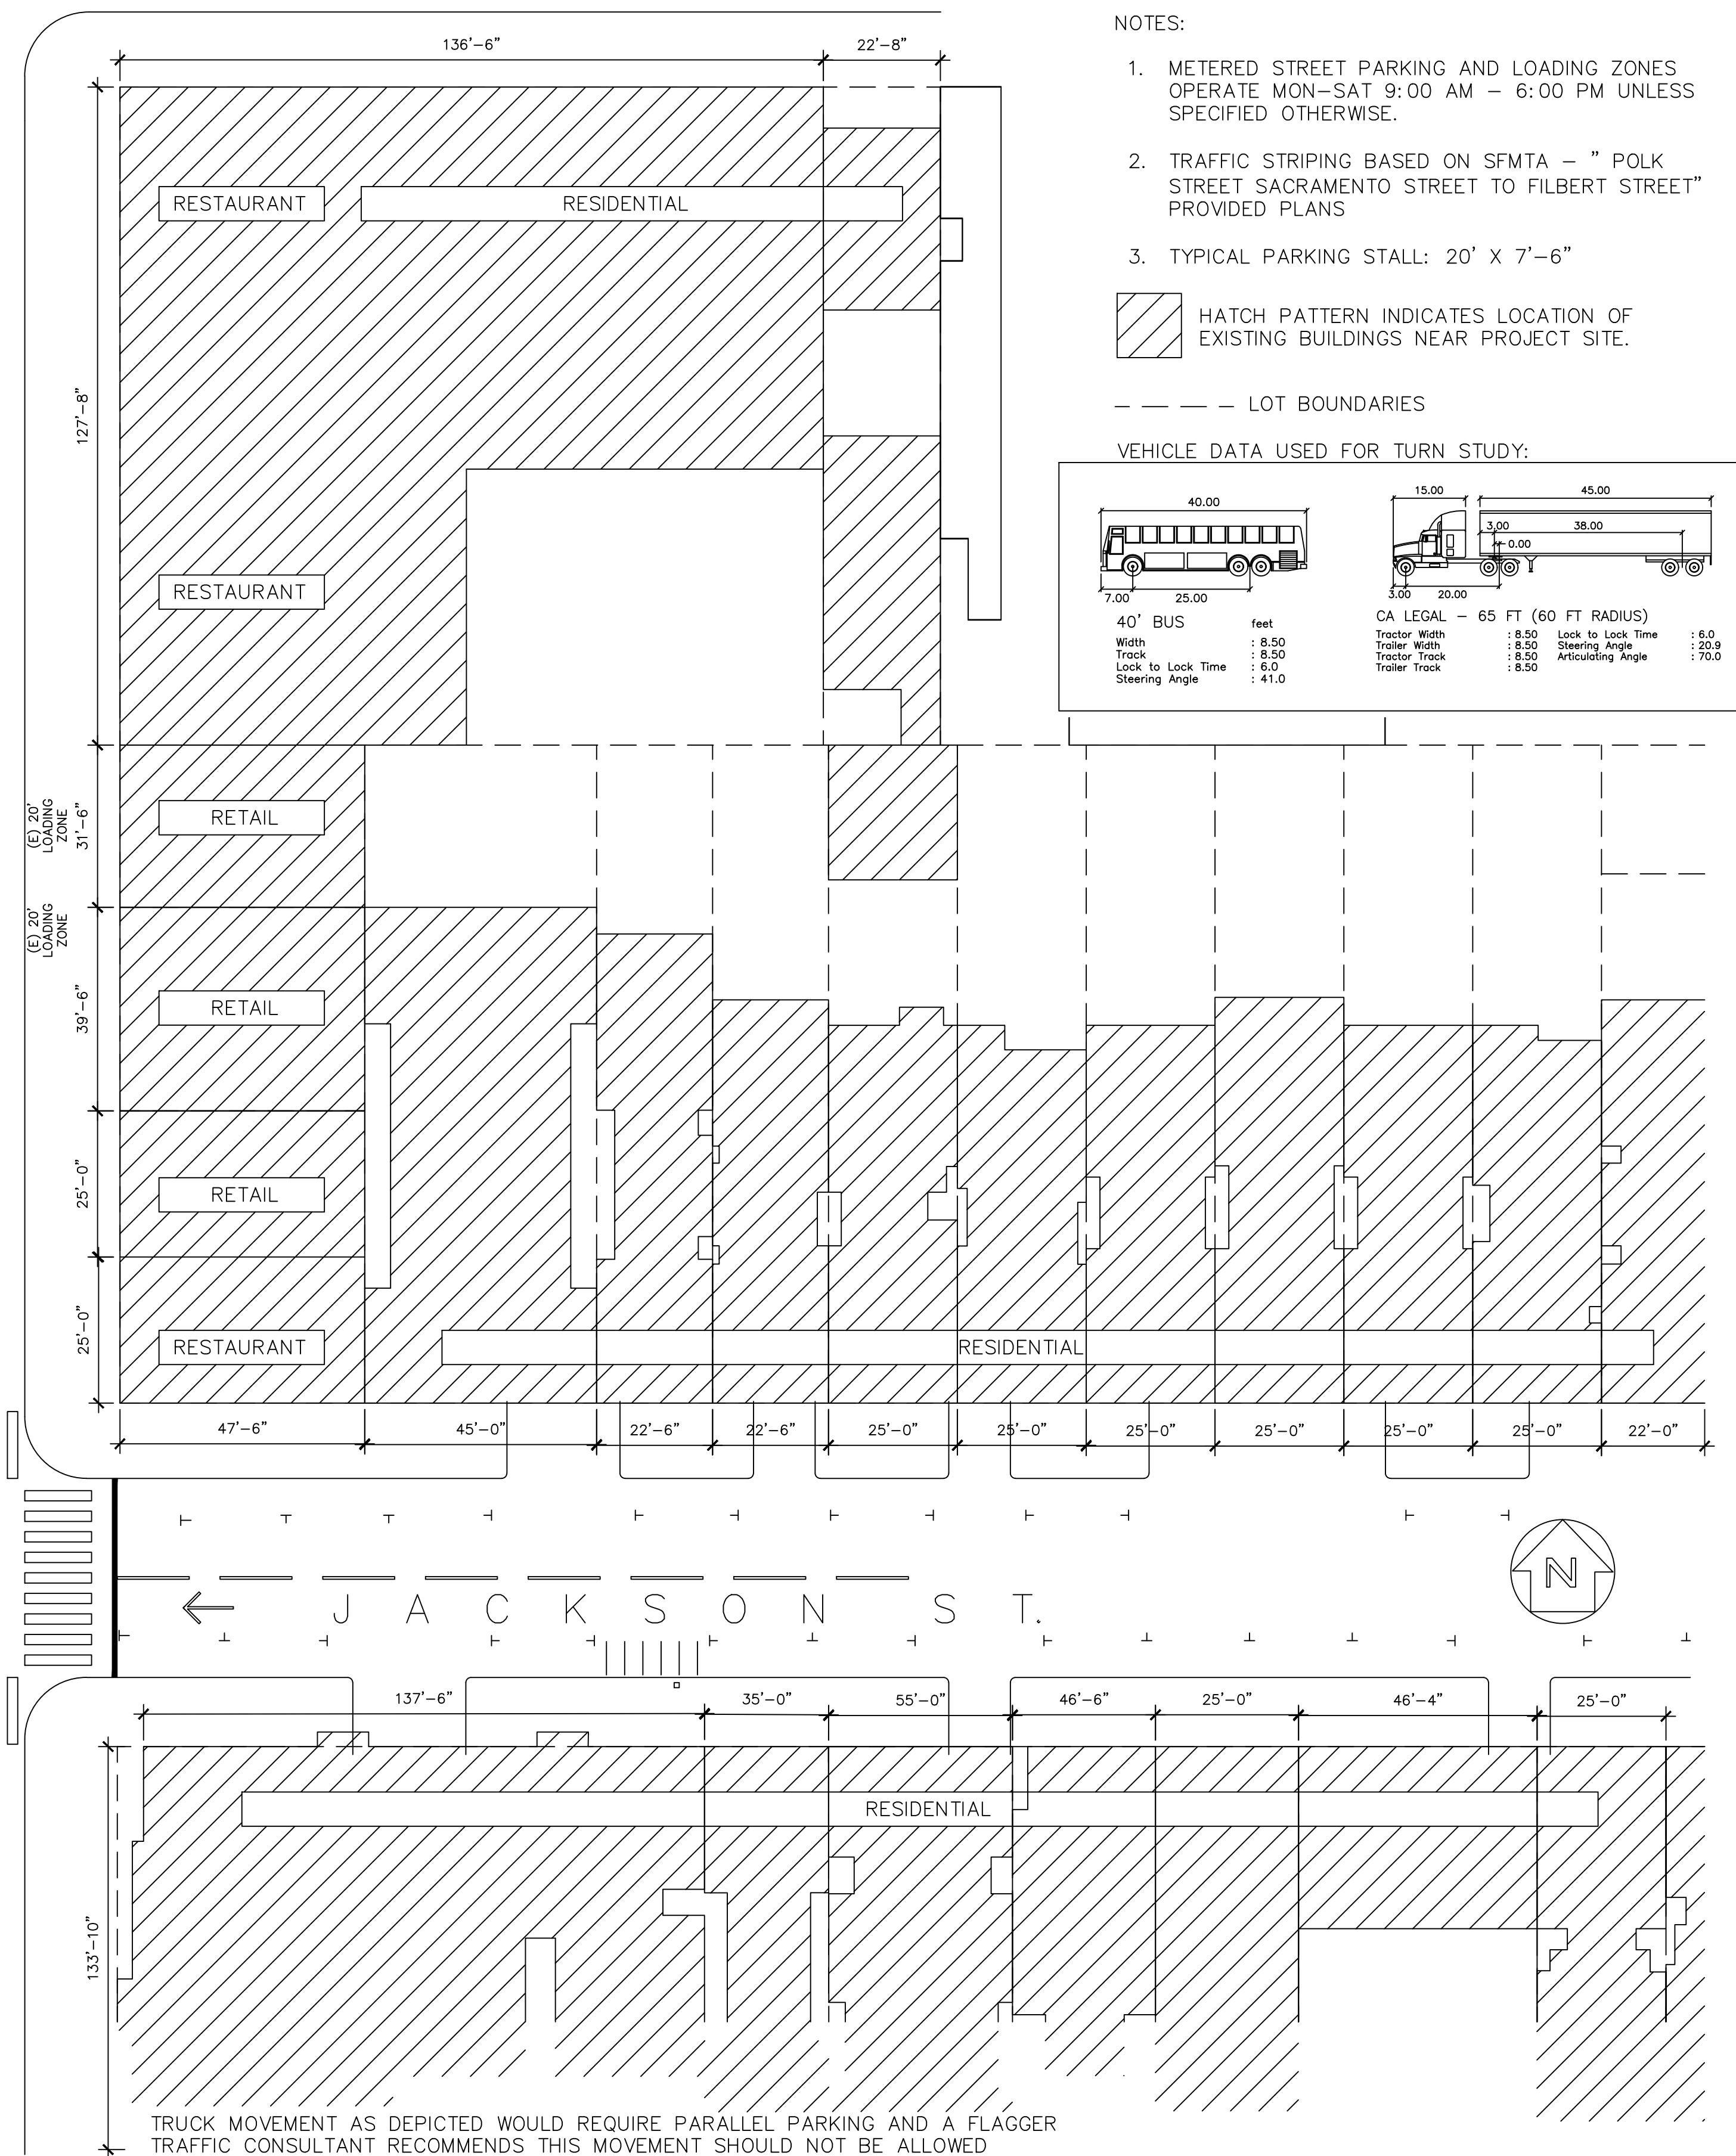 136'-6"
22'-8"
NOTES:
1. METERED STREET PARKING AND LOADING ZONES
OPERATE MON-SAT 9:00 AM - 6:00 PM UNLESS
SPECIFIED OTHERWISE.
2. TRAFFIC STRIPING BASED ON SFMTA - " POLK
STREET SACRAMENTO STREET TO FILBERT STREET"
PROVIDED PLANS
3. TYPICAL PARKING STALL: 20' X 7'-6"
HATCH PATTERN INDICATES LOCATION OF
EXISTING BUILDINGS NEAR PROJECT SITE.
LOT BOUNDARIES
VEHICLE DATA USED FOR TURN STUDY:
40.00
7.00
25.00
40' BUS
feet
Width : 8.50
Track : 8.50
Lock to Lock Time : 6.0
Steering Angle : 41.0
15.00
45.00
3.00
38.00
0.00
3.00
20.00
CA LEGAL - 65 FT (60 FT RADIUS)
Tractor Width : 8.50 Lock to Lock Time : 6.0
Trailer Width : 8.50 Steering Angle : 20.9
Tractor Track : 8.50 Articulating Angle : 70.0
Trailer Track : 8.50
RESTAURANT
RESIDENTIAL
127'-8"
RESTAURANT
(E) 20'
LOADING
ZONE
31'-6"
RETAIL
(E) 20'
LOADING
ZONE
39'-6"
RETAIL
25'-0"
RETAIL
25'-0"
RESTAURANT
RESIDENTIAL
47'-6"
45'-0"
22'-6"
22'-6"
25'-0"
25'-0"
25'-0"
25'-0"
25'-0"
25'-0"
22'-0"
JACKSON ST.
N
137'-6"
35'-0"
55'-0"
46'-6"
25'-0"
46'-4"
25'-0"
RESIDENTIAL
133'-10"
TRUCK MOVEMENT AS DEPICTED WOULD REQUIRE PARALLEL PARKING AND A FLAGGER
TRAFFIC CONSULTANT RECOMMENDS THIS MOVEMENT SHOULD NOT BE ALLOWED